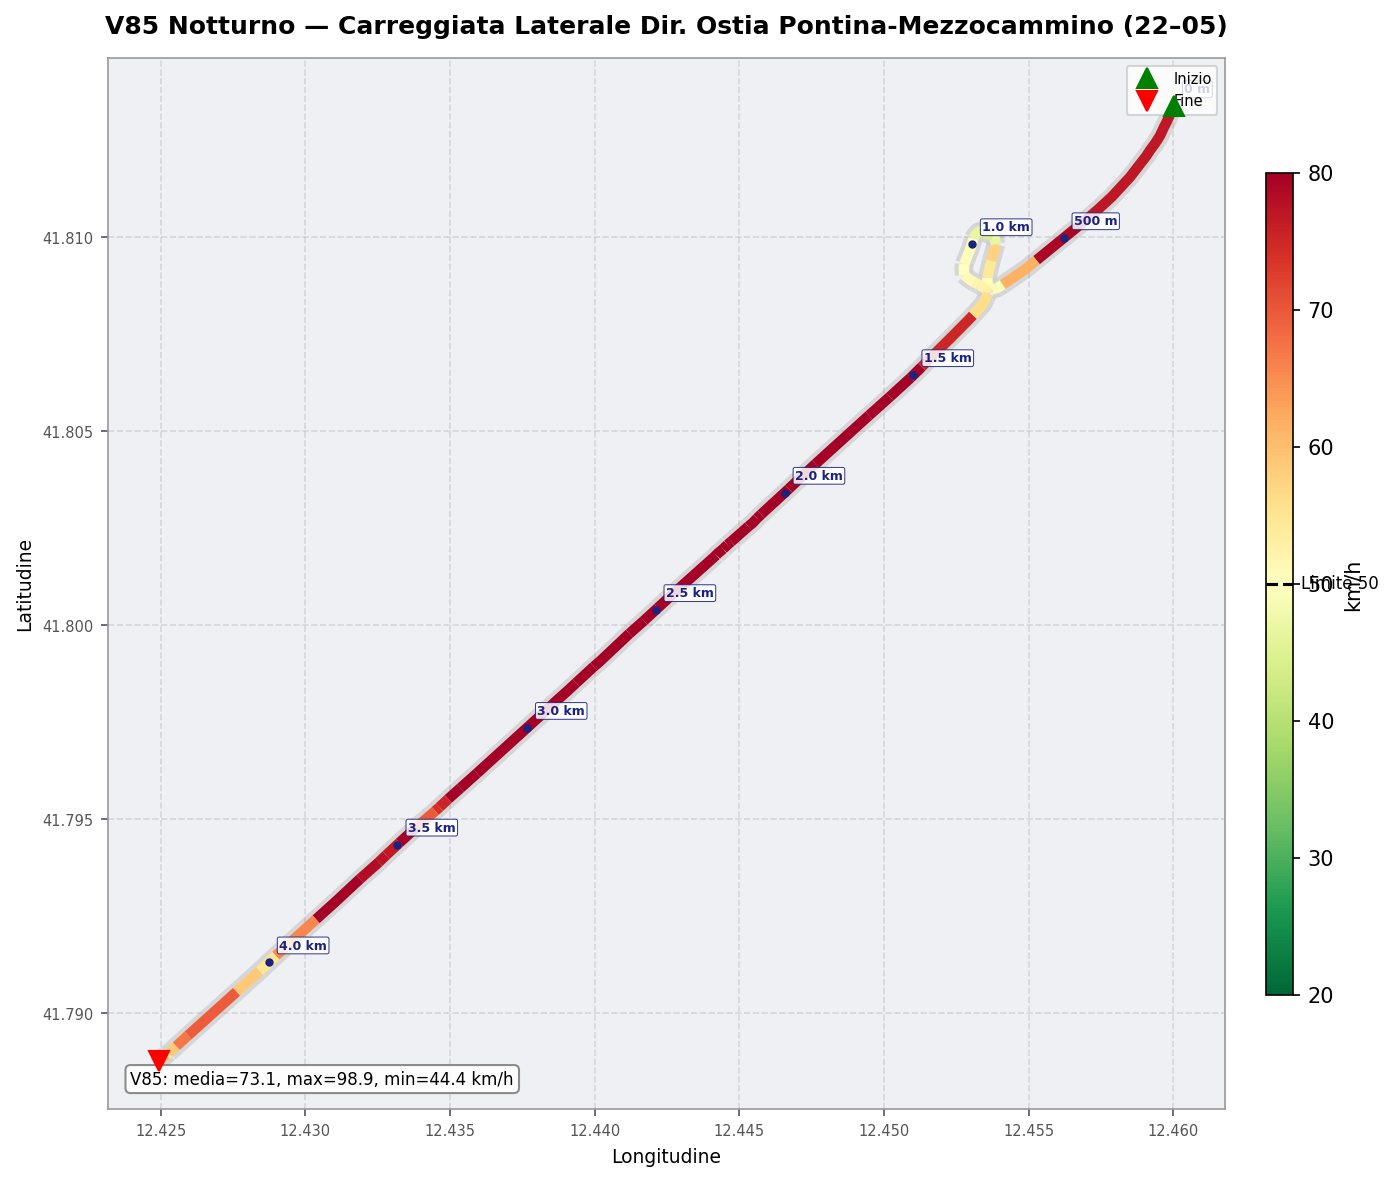 V85 Notturno — Carreggiata Laterale Dir. Ostia Pontina-Mezzocammino (22–05)
Inizio
Fine
0 m
500 m
1.0 km
1.5 km
2.0 km
2.5 km
3.0 km
3.5 km
4.0 km
V85: media=73.1, max=98.9, min=44.4 km/h
41.810
41.805
41.800
41.795
41.790
Latitudine
12.425
12.430
12.435
12.440
12.445
12.450
12.455
12.460
Longitudine
80
70
60
50
Limite 50
40
30
20
km/h